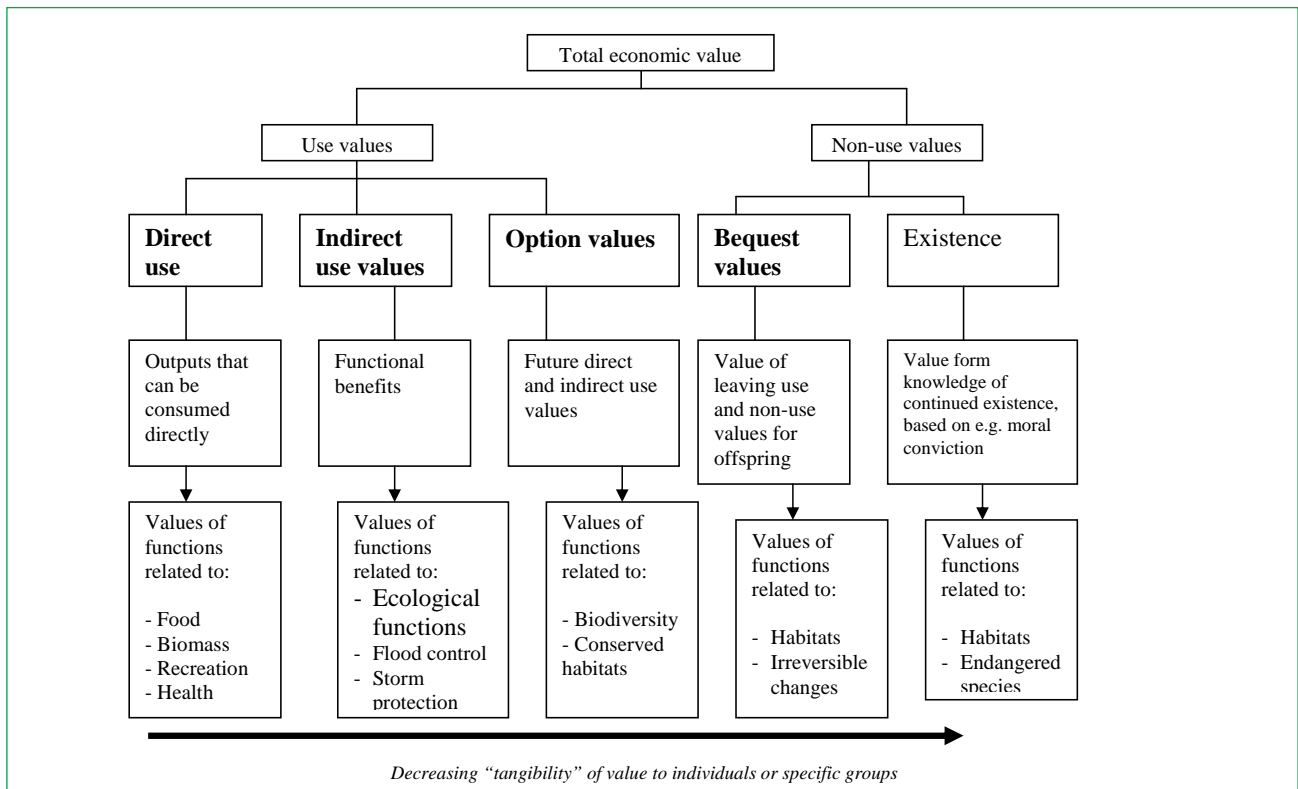 Total economic value
Use values
Non-use values
Direct
use
Indirect
use values
Option values
Bequest
values
Existence
Outputs that
can be
consumed
directly
Functional
benefits
Future direct
and indirect use
values
Value of
leaving use
and non-use
values for
offspring
Value form
knowledge of
continued existence,
based on e.g. moral
conviction
Values of
functions
related to:
- Food
- Biomass
- Recreation
- Health
Values of
functions
related to:
- Ecological
functions
- Flood control
- Storm
protection
Values of
functions
related to:
- Biodiversity
- Conserved
habitats
Values of
functions
related to:
- Habitats
- Irreversible
changes
Values of
functions
related to:
- Habitats
- Endangered
species
Decreasing “tangibility” of value to individuals or specific groups